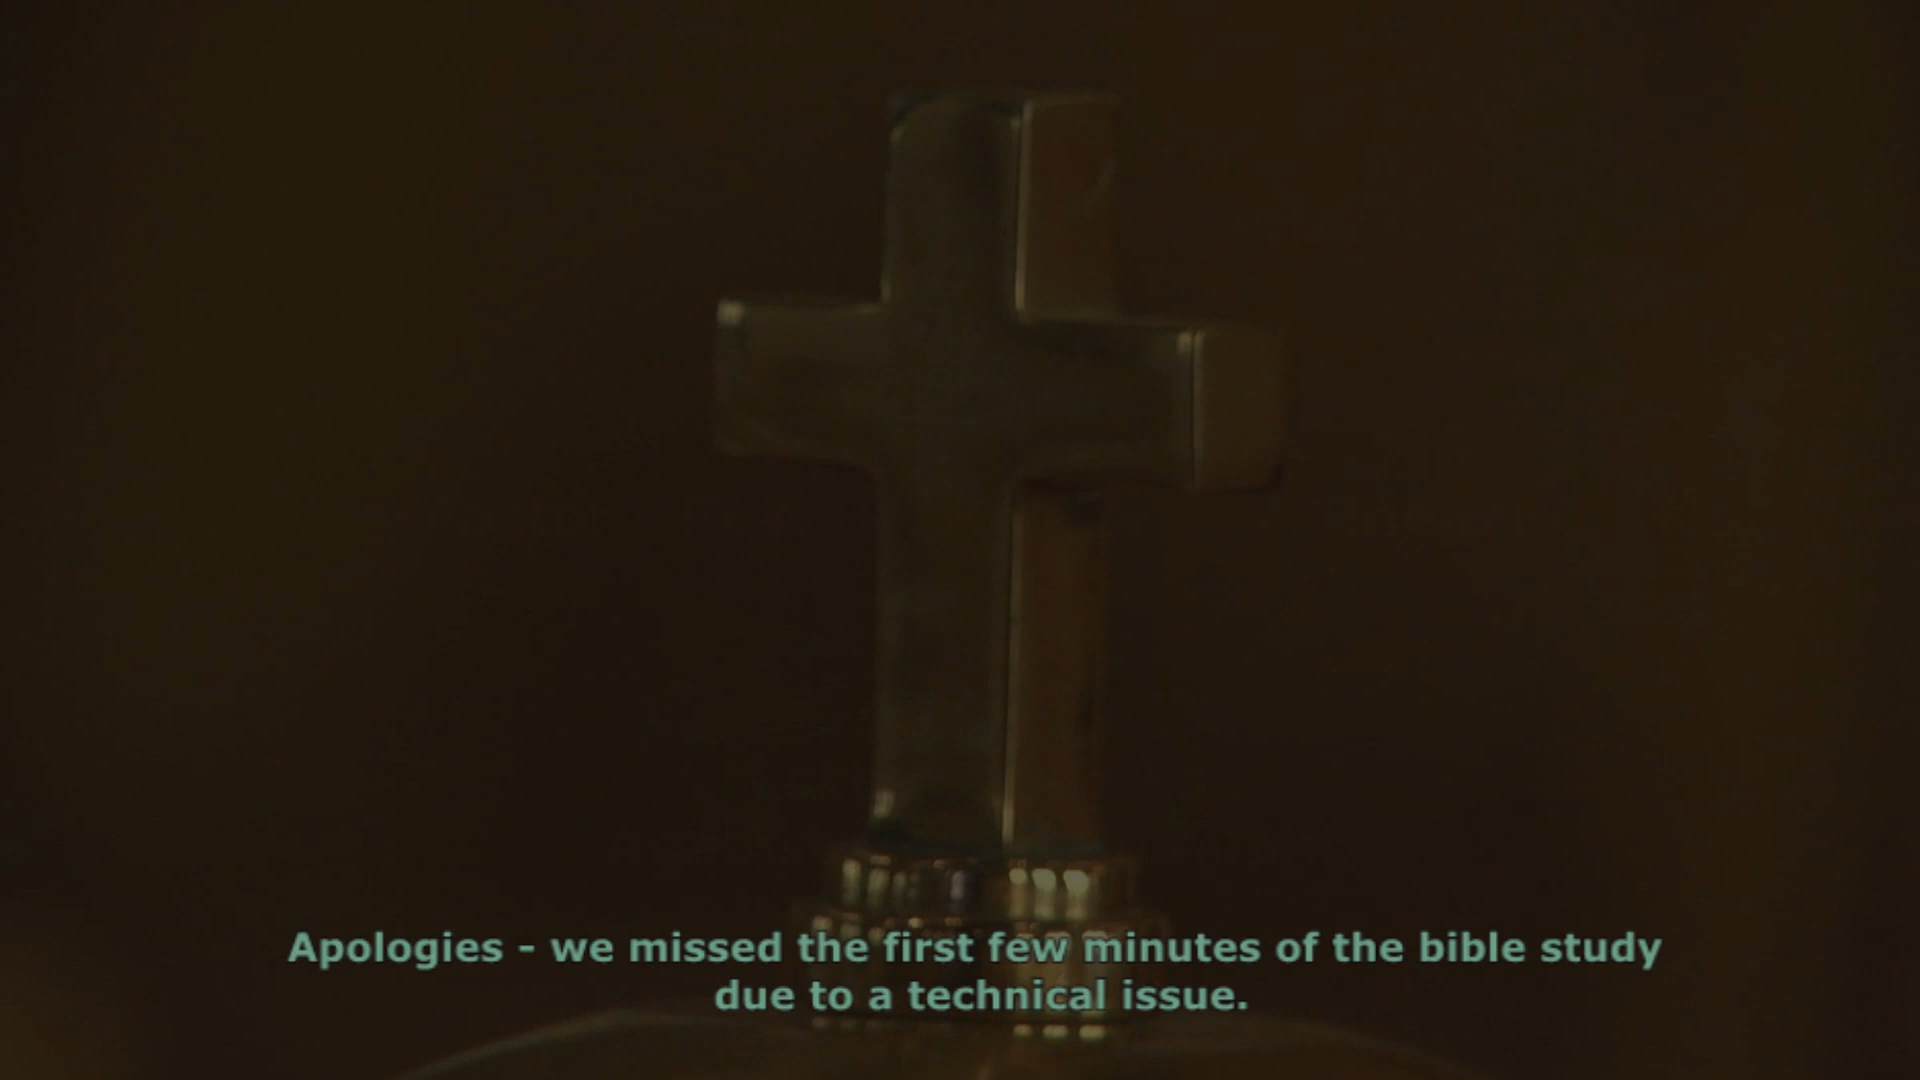 Apologies - we missed the first few minutes of the bible study
due to a technical issue.